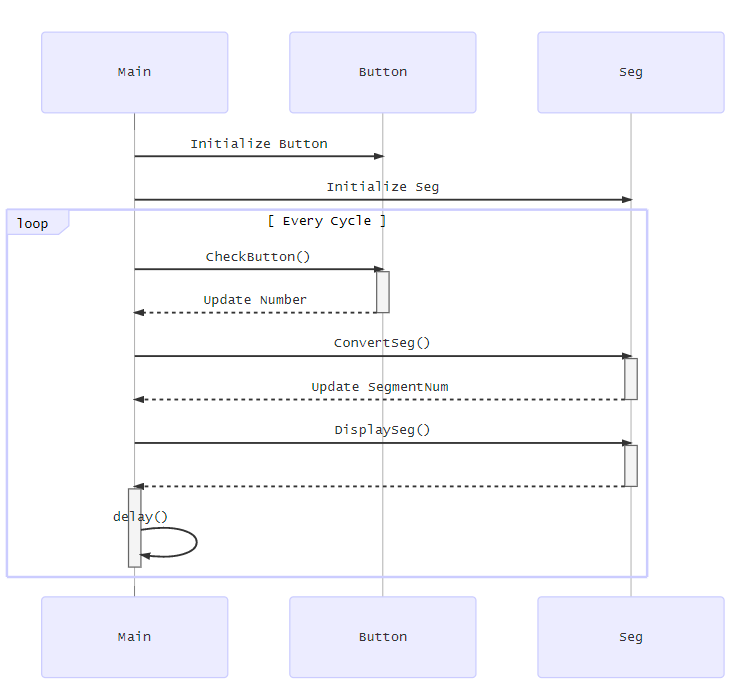 Main
Button
Seg
Initialize Button
Initialize Seg
loop
[ Every Cycle ]
CheckButton()
Update Number
ConvertSeg()
Update SegmentNum
DisplaySeg()
delay()
Main
Button
Seg